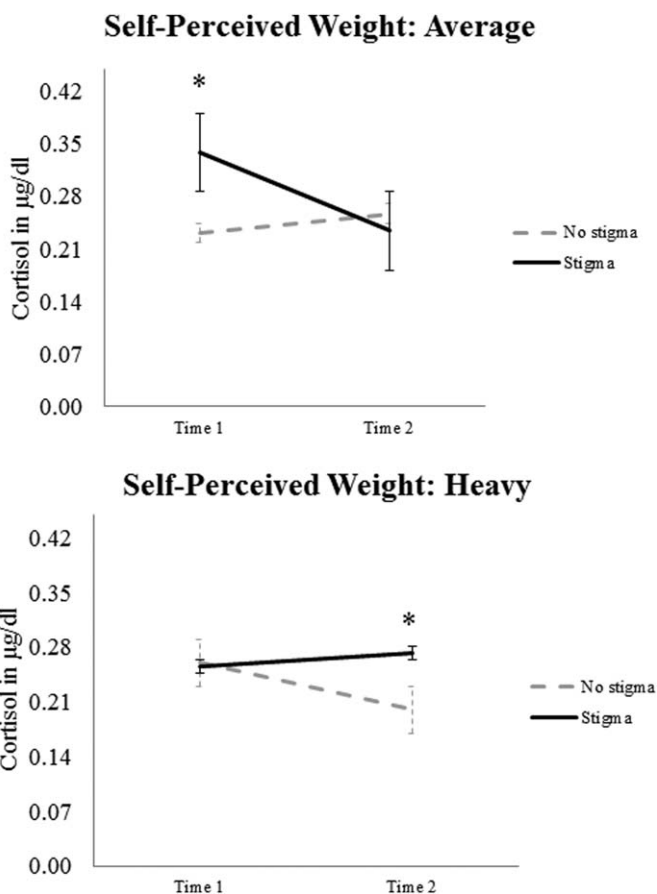 Self-Perceived Weight: Average
*
Cortisol in µg/dl
0.42
0.35
0.28
0.21
0.14
0.07
0.00
Time 1
Time 2
No stigma
Stigma
Self-Perceived Weight: Heavy
*
Cortisol in µg/dl
0.42
0.35
0.28
0.21
0.14
0.07
0.00
Time 1
Time 2
No stigma
Stigma